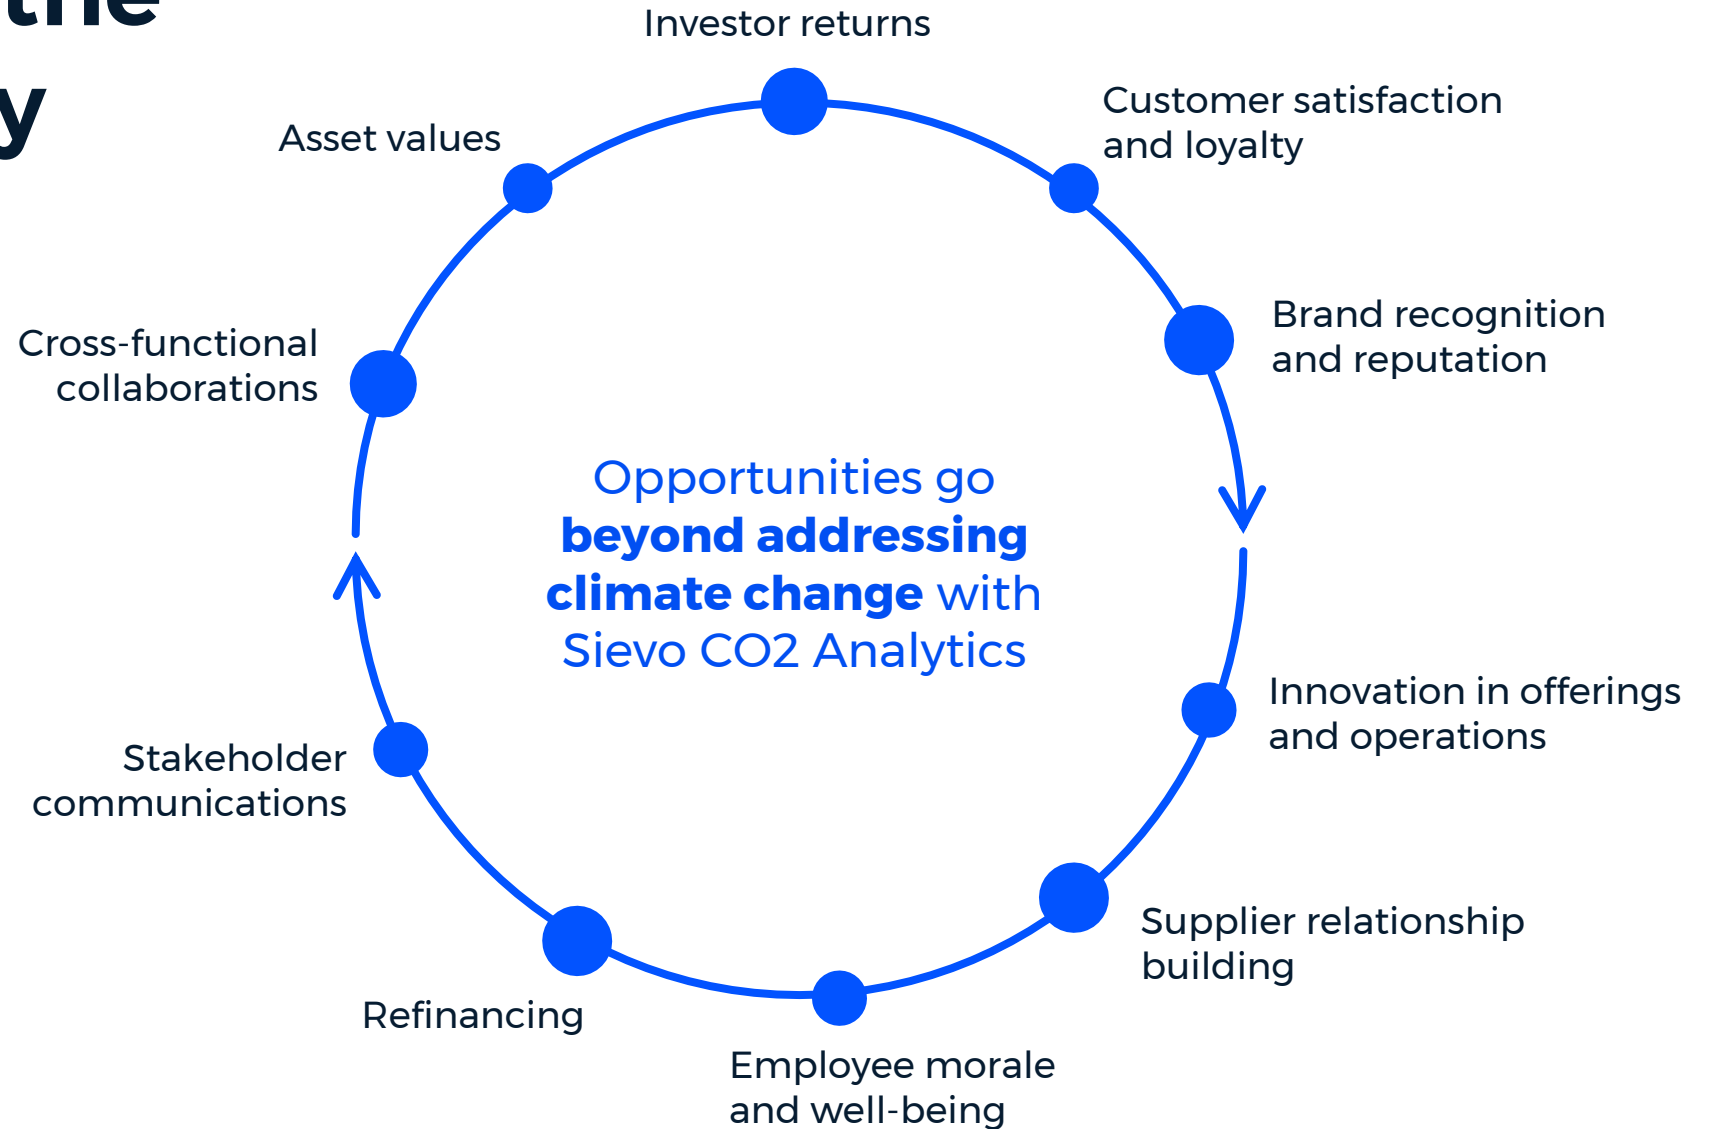 the
y
Investor returns
Customer satisfaction
and loyalty
Asset values
Brand recognition
and reputation
Cross-functional
collaborations
Opportunities go
beyond addressing
climate change with
Sievo CO2 Analytics
Innovation in offerings
and operations
Stakeholder
communications
Supplier relationship
building
Refinancing
Employee morale
and well-being